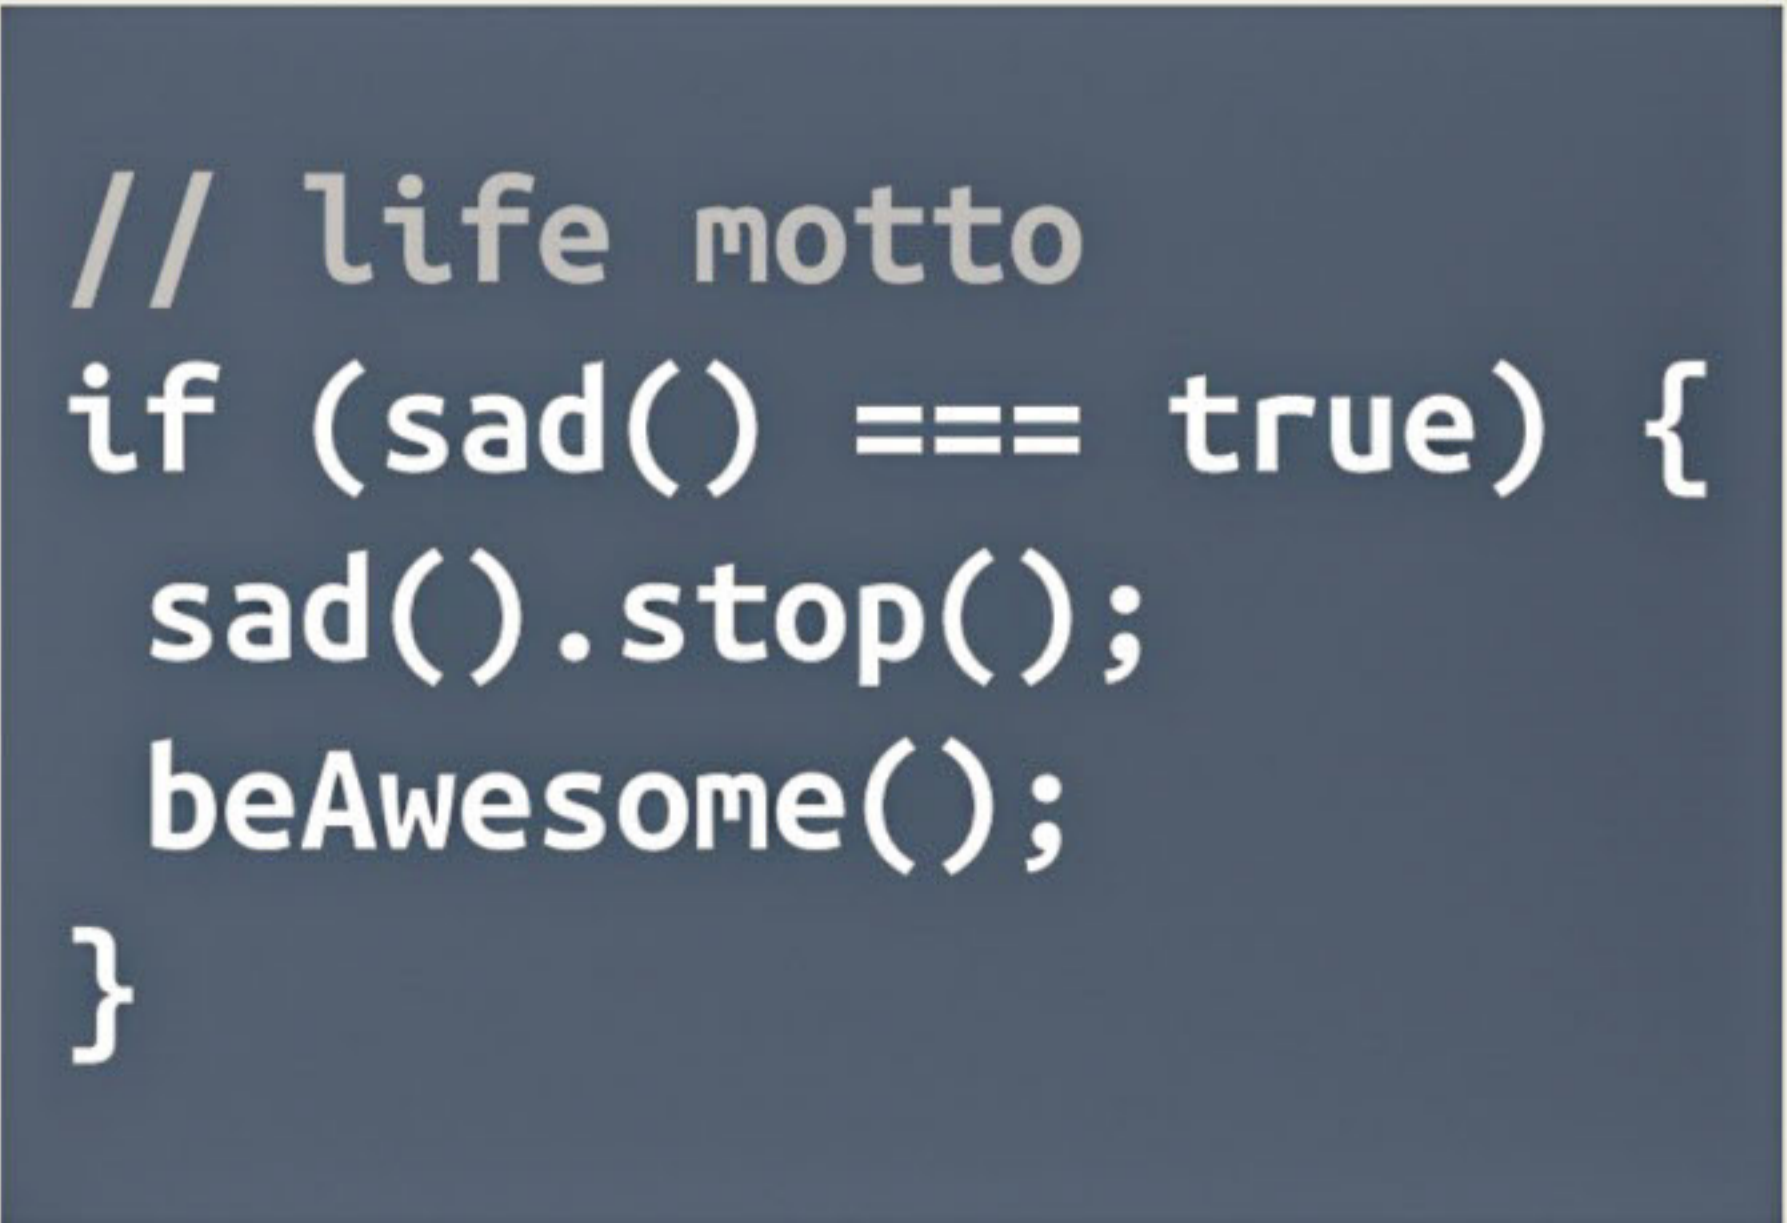 // life motto
if (sad() === true) {
 sad().stop();
 beAwesome();
}